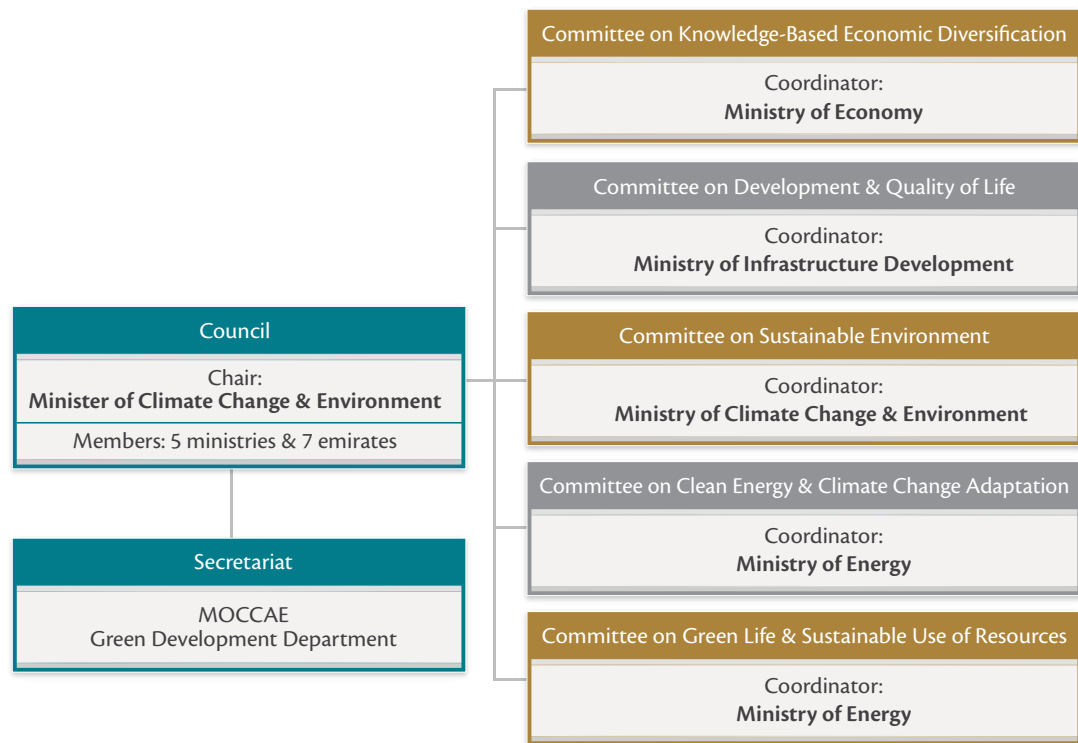 Council
Chair:
Minister of Climate Change & Environment
Members: 5 ministries & 7 emirates
Secretariat
MOCCAE
Green Development Department
Committee on Knowledge-Based Economic Diversification
Coordinator:
Ministry of Economy
Committee on Development & Quality of Life
Coordinator:
Ministry of Infrastructure Development
Committee on Sustainable Environment
Coordinator:
Ministry of Climate Change & Environment
Committee on Clean Energy & Climate Change Adaptation
Coordinator:
Ministry of Energy
Committee on Green Life & Sustainable Use of Resources
Coordinator:
Ministry of Energy